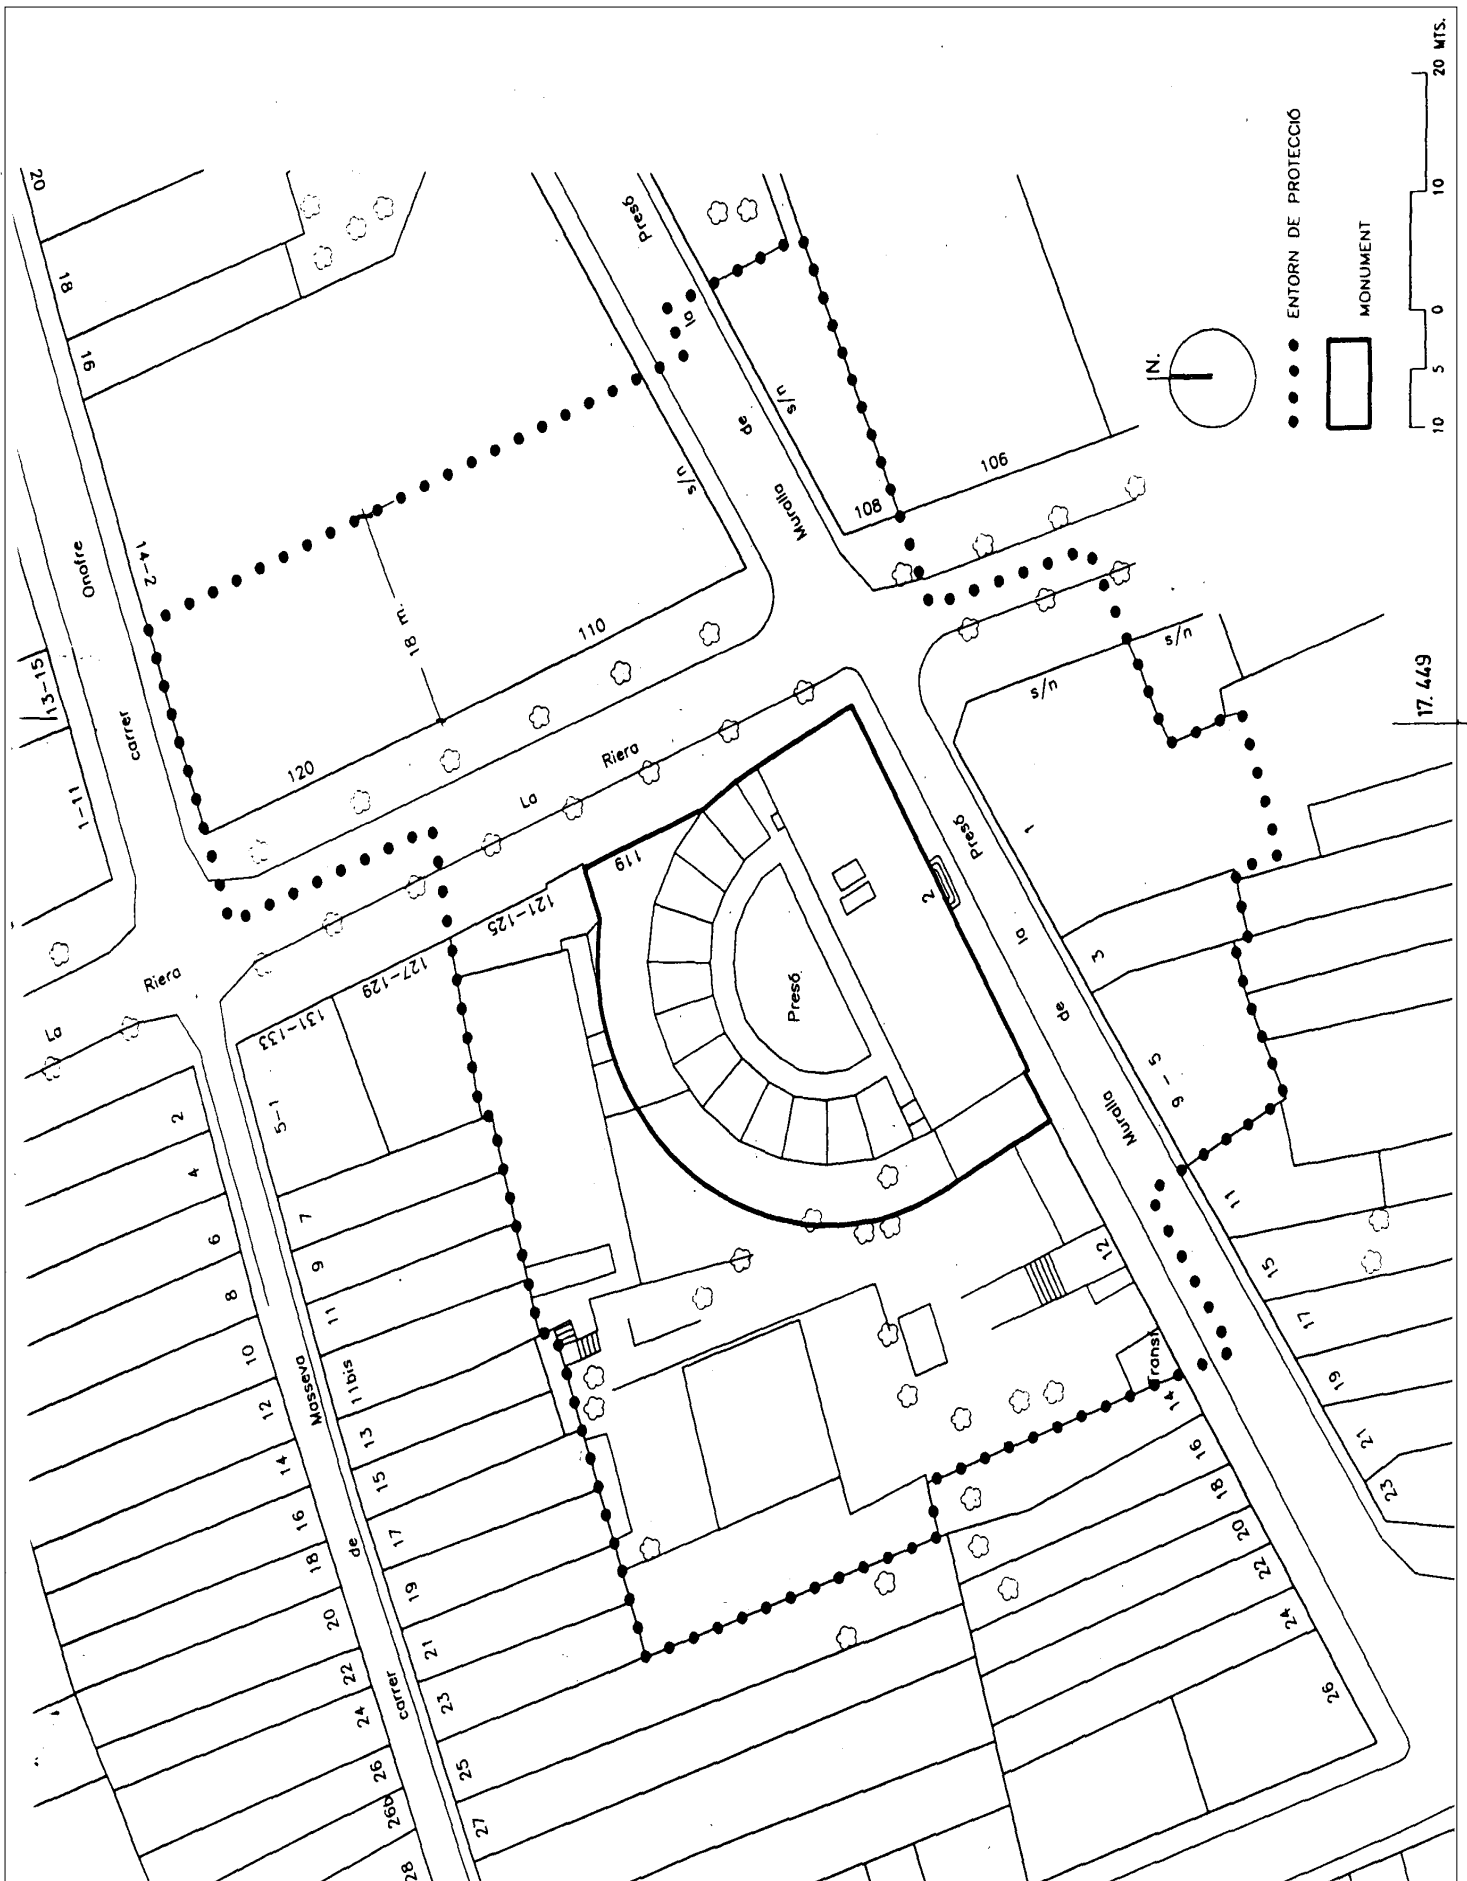 20
18
16
Onofre
2-14
carrer
13-15
1-11
18 m.
110
120
s/n
Presó
la
de
Muralla
s/n
108
106
N.
ENTORN DE PROTECCIÓ
MONUMENT
10
5
0
10
20 MTS.
17. 449
s/n
s/n
La
Riera
119
121-125
127-129
131-133
La
Riera
Presó
2
Presó
la
de
Muralla
1
3
9 - 5
11
15
17
19
21
23
12
Transf
14
16
18
20
22
24
26
5-1
7
9
11
11bis
13
15
17
19
21
23
25
27
Masseva
de
carrer
2
4
6
8
10
12
14
16
18
20
22
24
26
26b
28